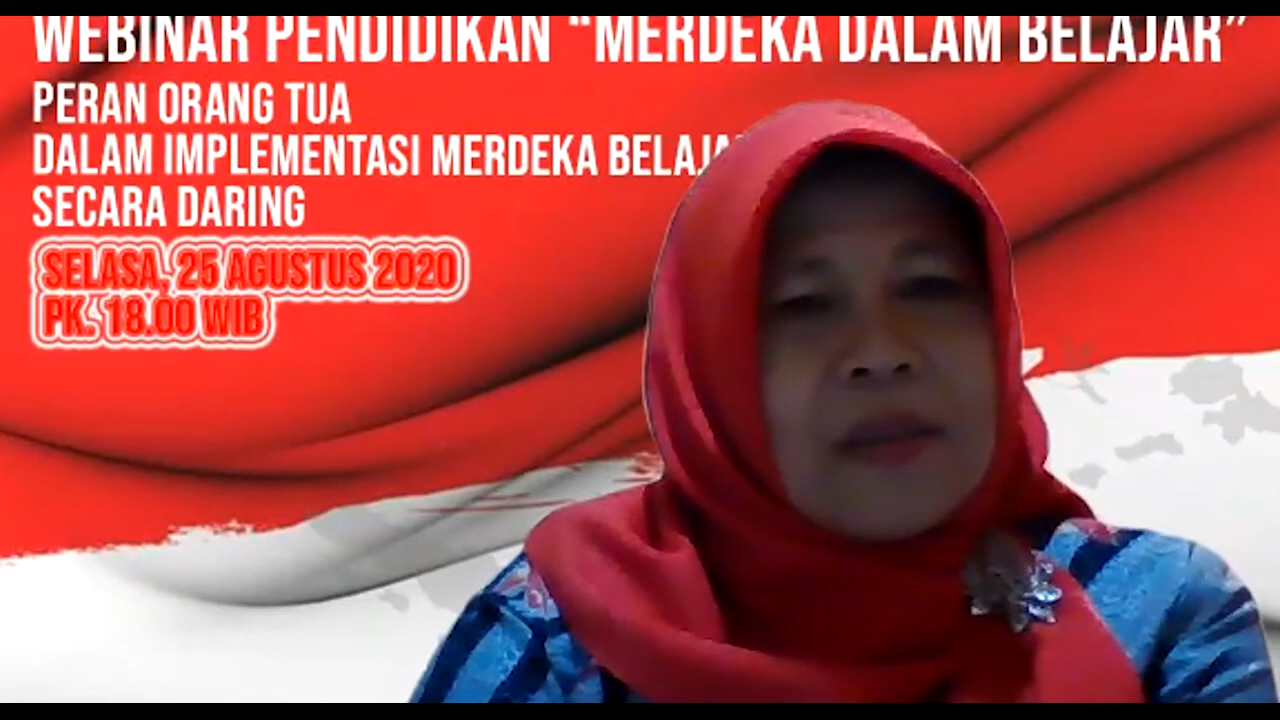 WEBINAR PENDIDIKAN “MERDEKA DALAM BELAJAR”
PERAN ORANG TUA
DALAM IMPLEMENTASI MERDEKA
SECARA DARING
SELASA, 25 AGUSTUS 2020
PK. 18.00 WIB